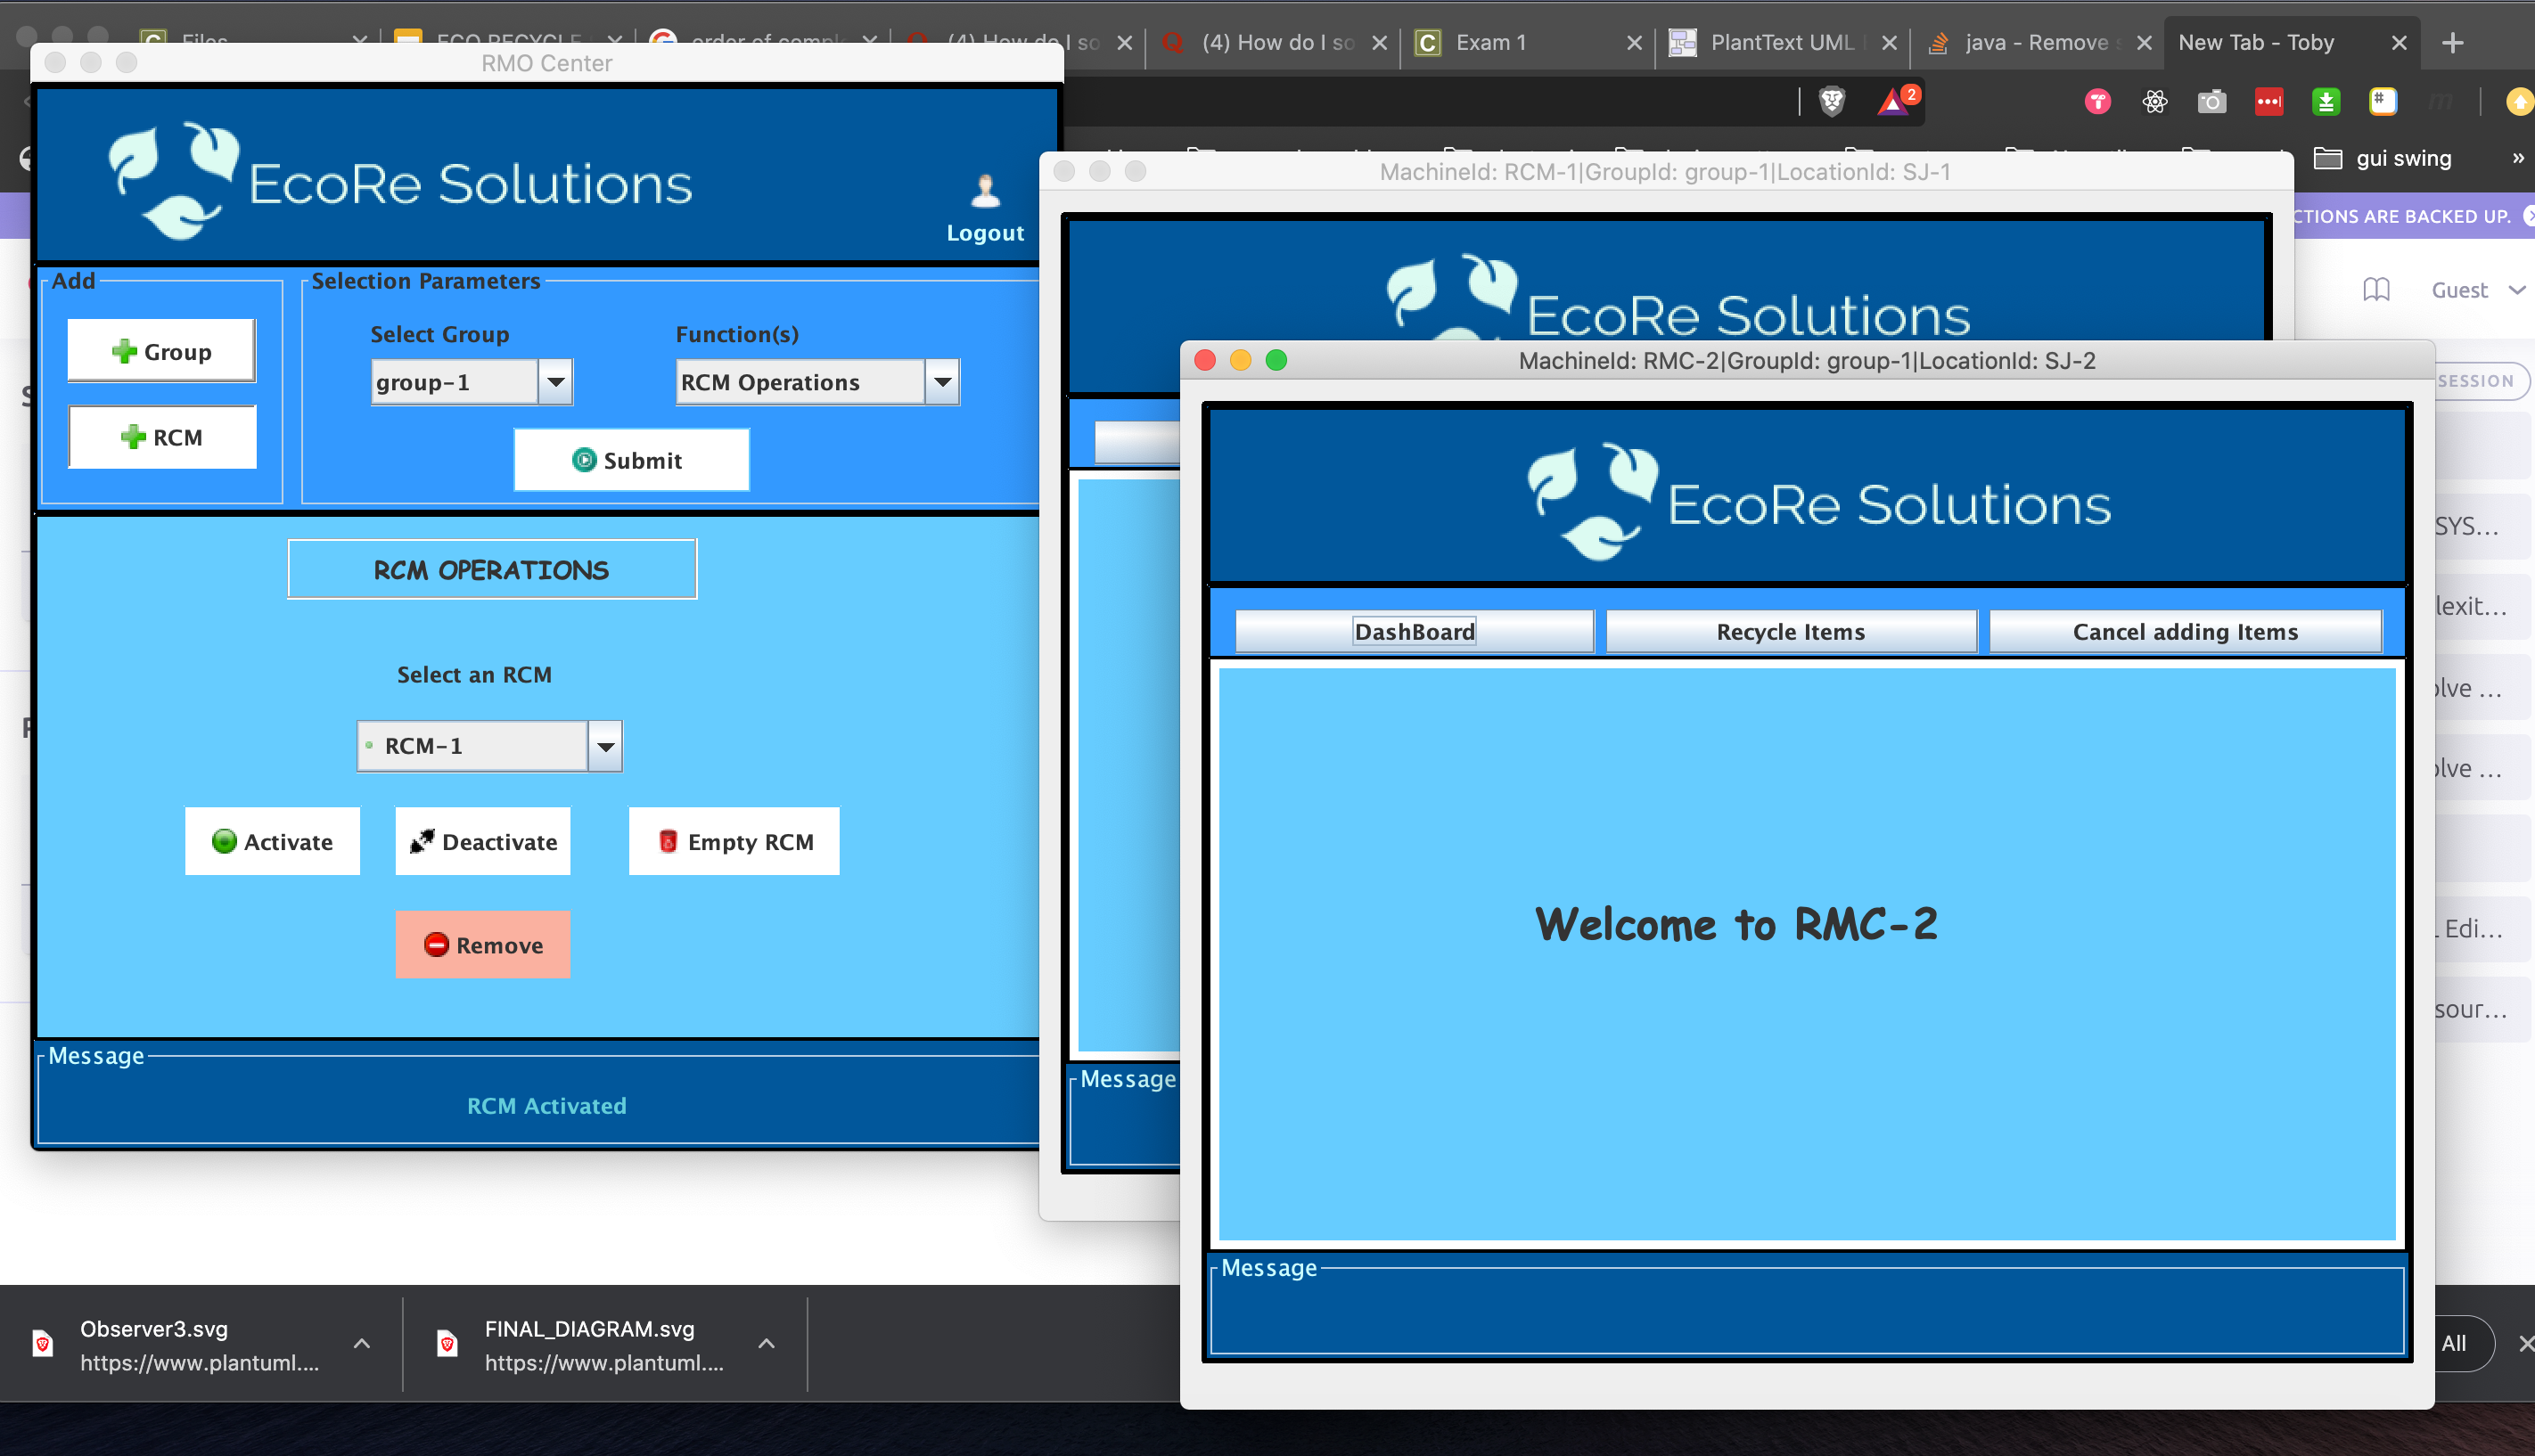 Files
ECO RECYCLE
order of comple
(4) How do I so
(4) How do I so
Exam 1
PlantText UML
java - Remove s
New Tab - Toby
2
gui swing
»
CTIONS ARE BACKED UP.
Guest
SESSION
SYS...
lexit...
olve ...
olve ...
Edi...
sour...
RMO Center
EcoRe Solutions
Logout
Add
Group
RCM
Selection Parameters
Select Group
Function(s)
group-1
RCM Operations
Submit
RCM OPERATIONS
Select an RCM
RCM-1
Activate
Deactivate
Empty RCM
Remove
Message
RCM Activated
MachineId: RCM-1|GroupId: group-1|LocationId: SJ-1
EcoRe Solutions
Message
MachineId: RMC-2|GroupId: group-1|LocationId: SJ-2
EcoRe Solutions
DashBoard
Recycle Items
Cancel adding Items
Welcome to RMC-2
Message
Observer3.svg
https://www.plantuml....
FINAL_DIAGRAM.svg
https://www.plantuml....
All